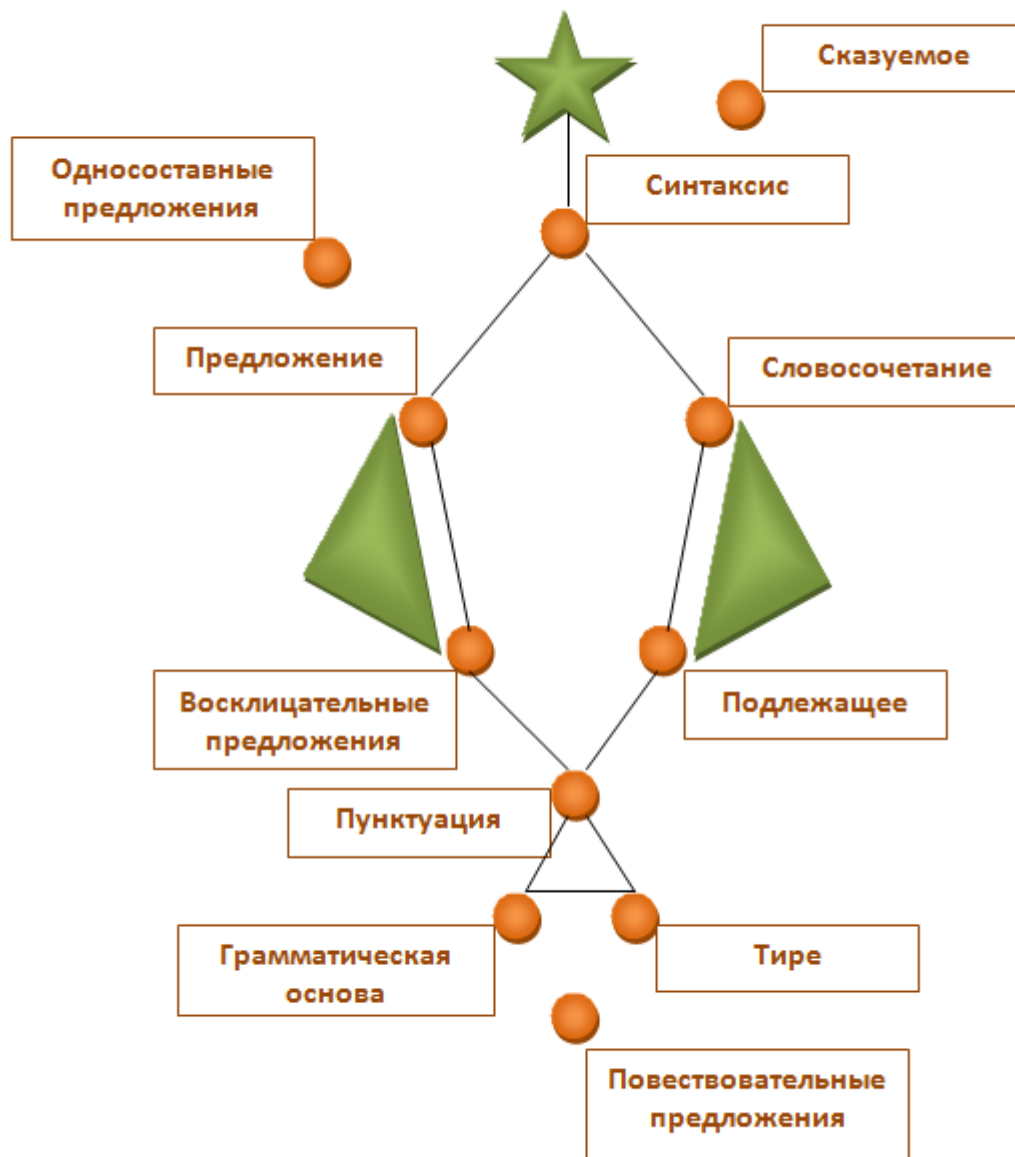 Сказуемое
Односоставные
предложения
Синтаксис
Предложение
Словосочетание
Восклицательные
предложения
Подлежащее
Пунктуация
Грамматическая
основа
Тире
Повествовательные
предложения